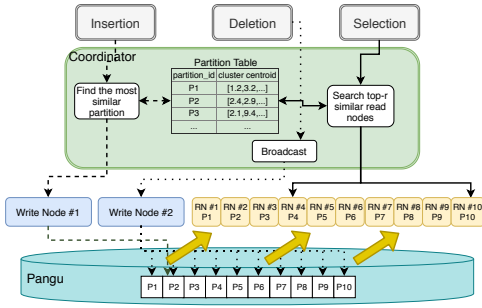 Insertion
Deletion
Selection
Coordinator
Partition Table
partition_id cluster centroid
P1 [1.2,3.2,...]
P2 [2.4,2.9,...]
P3 [2.1,9.4,...]
... ...
Find the most
similar
partition
Search top-r
similar read
nodes
Broadcast
Write Node #1
Write Node #2
RN #1 RN #2 RN #3 RN #4 RN #5 RN #6 RN #7 RN #8 RN #9 RN #10
P1 P2 P3 P4 P5 P6 P7 P8 P9 P10
Pangu
P1 P2 P3 P4 P5 P6 P7 P8 P9 P10